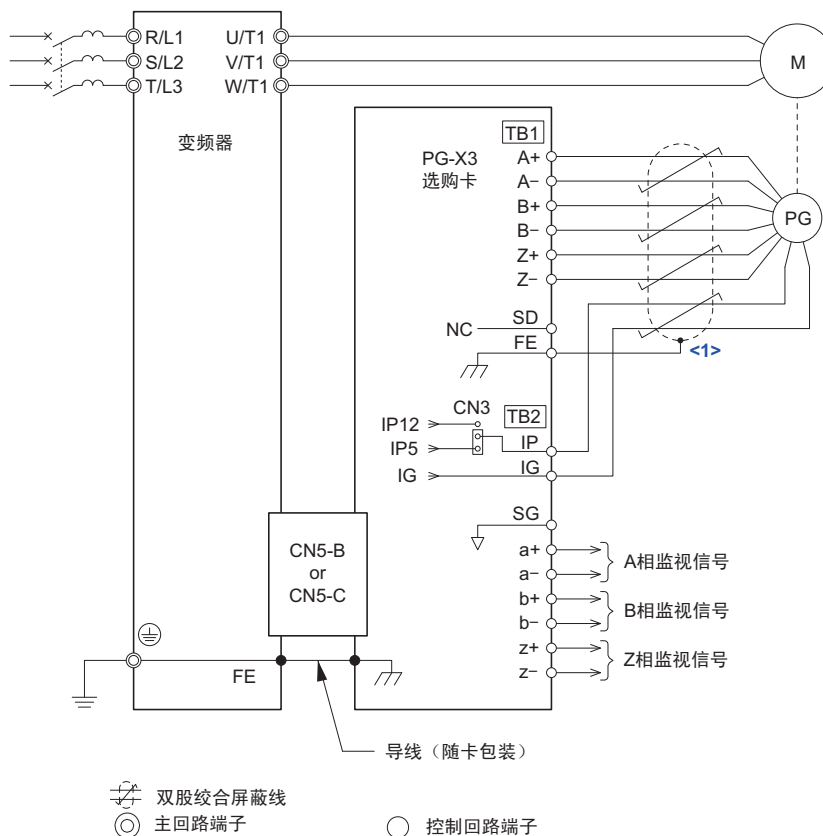 R/L1 U/T1
S/L2 V/T1
T/L3 W/T1
M
变频器
TB1
PG-X3
选购卡
A+
A−
B+
B−
Z+
Z−
PG
NC SD
FE
<1>
CN3 TB2
IP12
IP5
IP
IG IG
SG
CN5-B
or
CN5-C
a+
a−
A相监视信号
b+
b−
B相监视信号
z+
z−
Z相监视信号
FE
导线（随卡包装）
双股绞合屏蔽线
主回路端子 控制回路端子